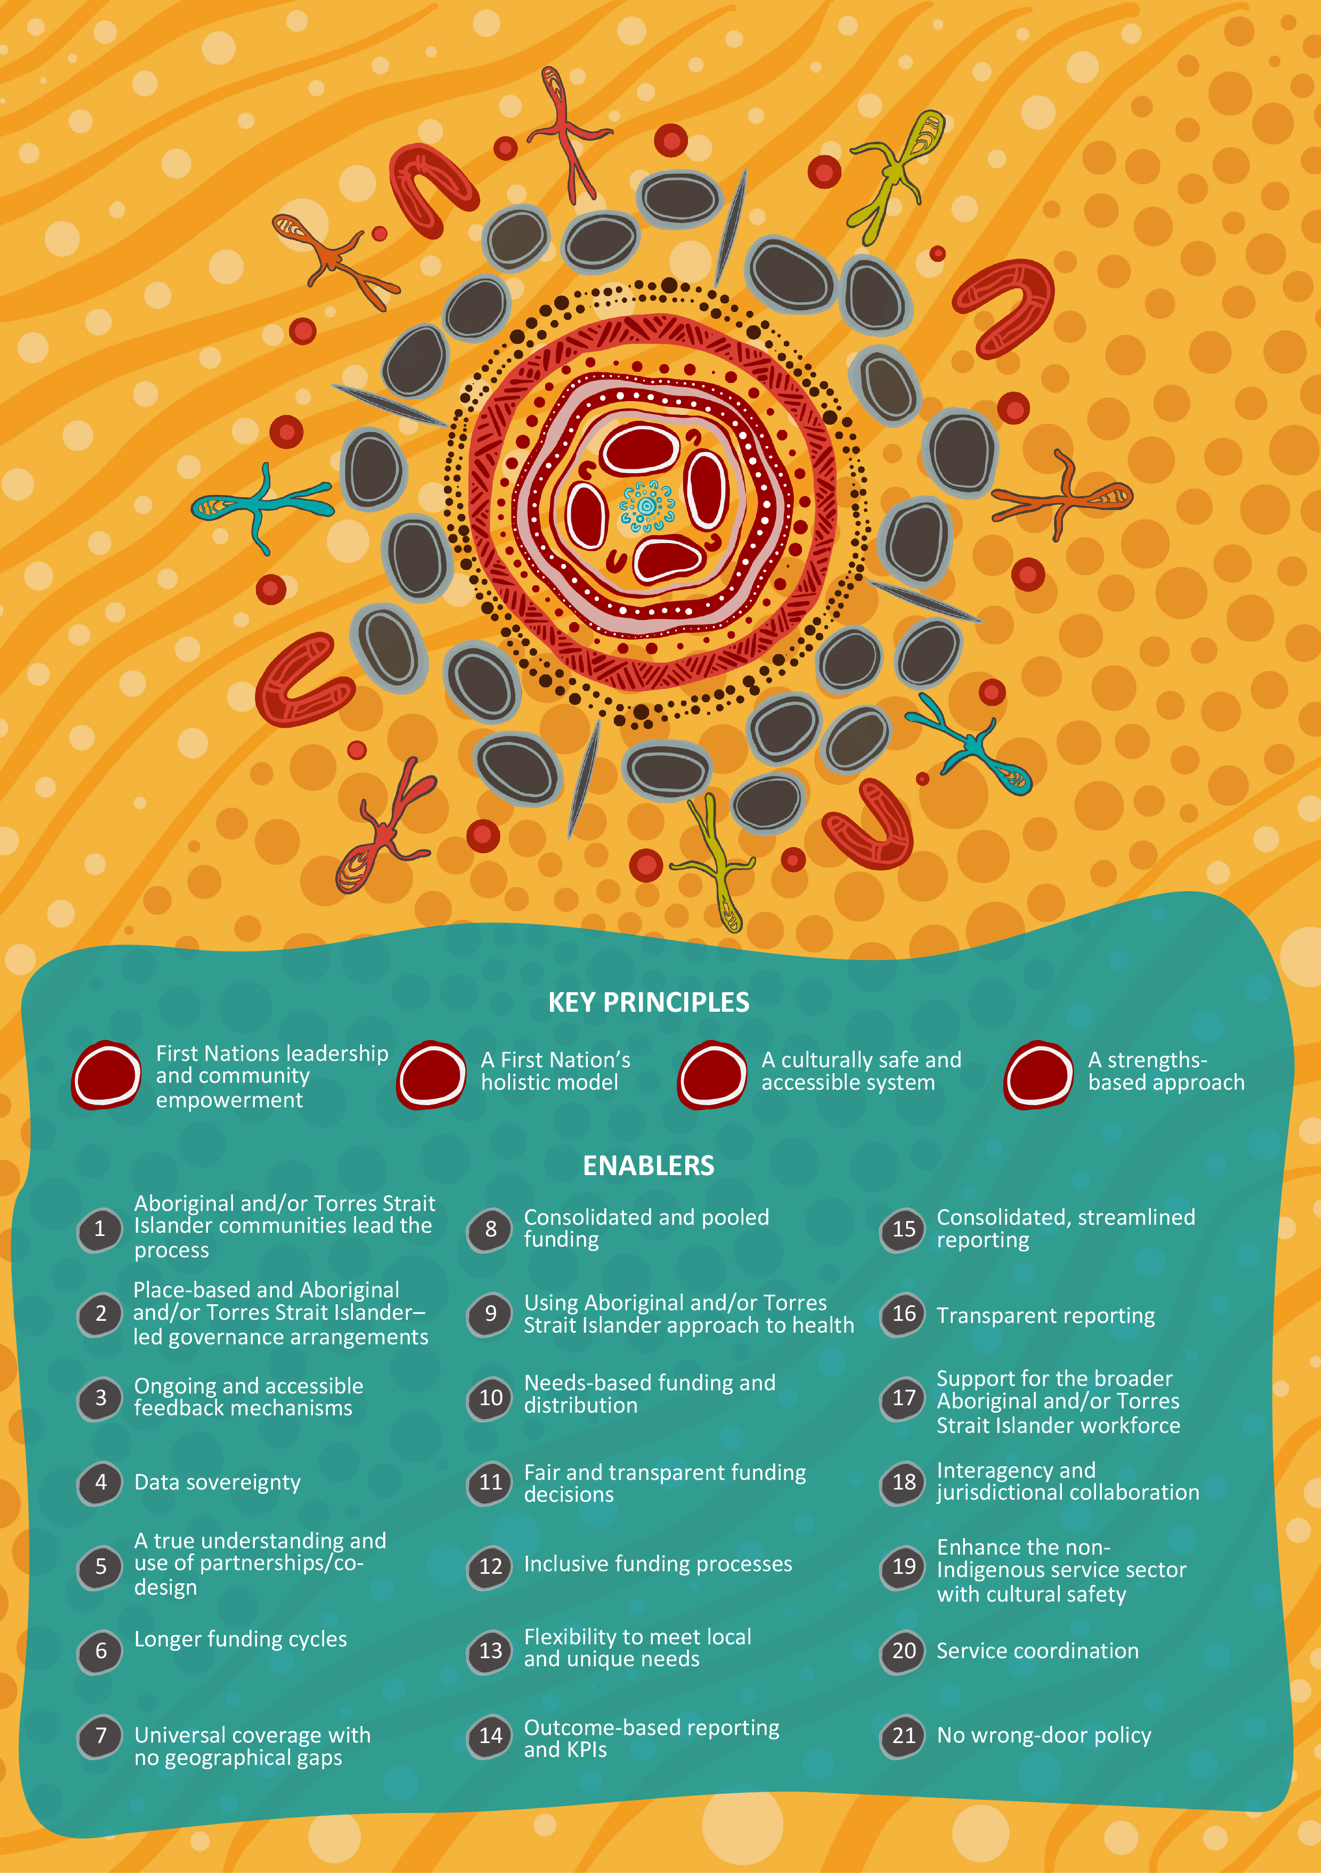 KEY PRINCIPLES
First Nations leadership
and community
empowerment
A First Nation’s
holistic model
A culturally safe and
accessible system
A strengths-
based approach
ENABLERS
1
Aboriginal and/or Torres Strait
Islander communities lead the
process
2
Place-based and Aboriginal
and/or Torres Strait Islander–
led governance arrangements
3
Ongoing and accessible
feedback mechanisms
4
Data sovereignty
5
A true understanding and
use of partnerships/co-
design
6
Longer funding cycles
7
Universal coverage with
no geographical gaps
8
Consolidated and pooled
funding
9
Using Aboriginal and/or Torres
Strait Islander approach to health
10
Needs-based funding and
distribution
11
Fair and transparent funding
decisions
12
Inclusive funding processes
13
Flexibility to meet local
and unique needs
14
Outcome-based reporting
and KPIs
15
Consolidated, streamlined
reporting
16
Transparent reporting
17
Support for the broader
Aboriginal and/or Torres
Strait Islander workforce
18
Interagency and
jurisdictional collaboration
19
Enhance the non-
Indigenous service sector
with cultural safety
20
Service coordination
21
No wrong-door policy